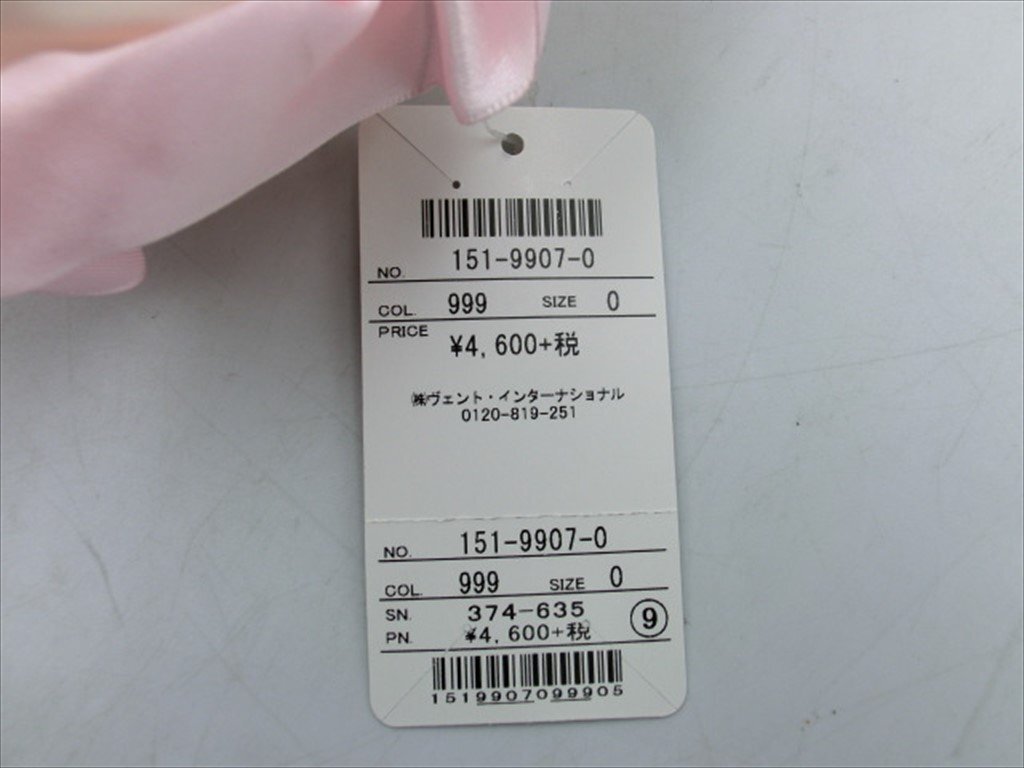 NO. 151-9907-0
COL. 999 SIZE 0
PRICE ¥4,600+税
㈱ヴェント・インターナショナル
0120-819-251
NO. 151-9907-0
COL. 999 SIZE 0
SN. 374-635
PN. ¥4,600+税 ⑨
1519907099905